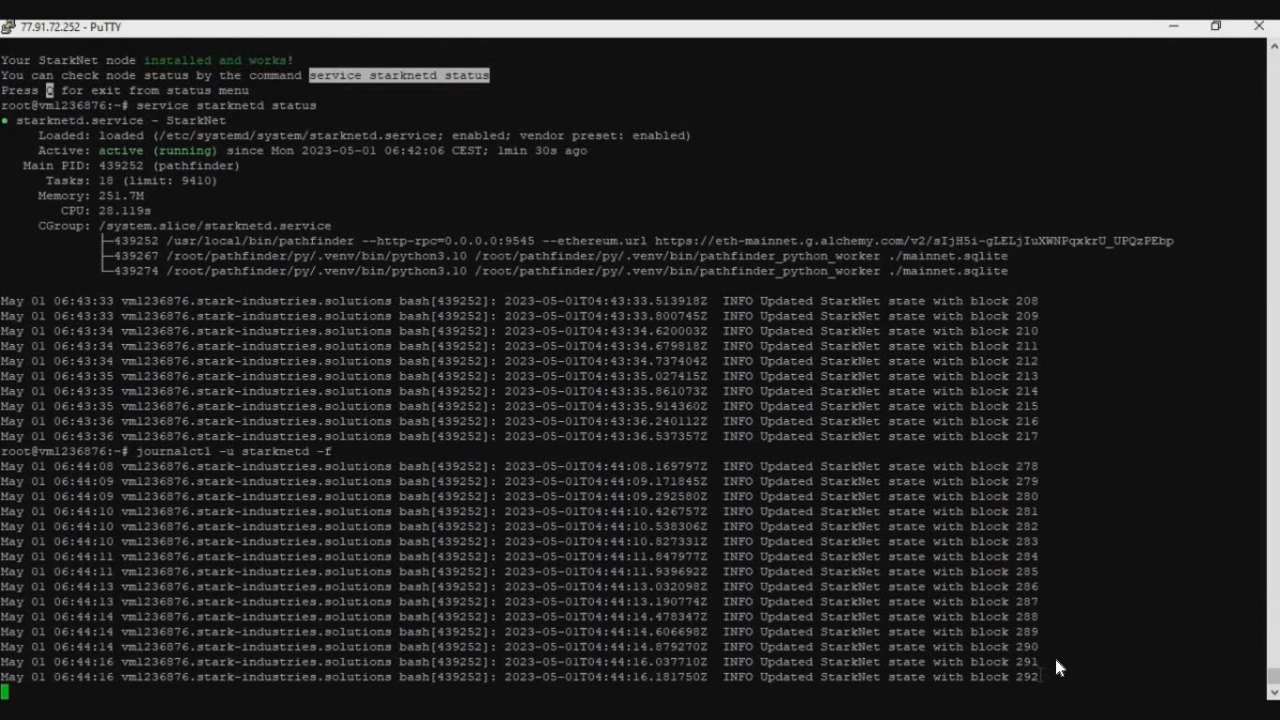 77.91.72.252 - PuTTY
Your StarkNet node installed and works!
You can check node status by the command service starknetd status
Press Q for exit from status menu
root@vm1236876:~# service starknetd status
● starknetd.service - StarkNet
Loaded: loaded (/etc/systemd/system/starknetd.service; enabled; vendor preset: enabled)
Active: active (running) since Mon 2023-05-01 06:42:06 CEST; 1min 30s ago
Main PID: 439252 (pathfinder)
Tasks: 18 (limit: 9410)
Memory: 251.7M
CPU: 28.119s
CGroup: /system.slice/starknetd.service
├─439252 /usr/local/bin/pathfinder --http-rpc=0.0.0.0:9545 --ethereum.url https://eth-mainnet.g.alchemy.com/v2/sIjH5i-gLELjIuXWNPqxkrU_UPQzPEbp
├─439267 /root/pathfinder/py/.venv/bin/python3.10 /root/pathfinder/py/.venv/bin/pathfinder_python_worker ./mainnet.sqlite
└─439274 /root/pathfinder/py/.venv/bin/python3.10 /root/pathfinder/py/.venv/bin/pathfinder_python_worker ./mainnet.sqlite
May 01 06:43:33 vm1236876.stark-industries.solutions bash[439252]: 2023-05-01T04:43:33.513918Z INFO Updated StarkNet state with block 208
May 01 06:43:33 vm1236876.stark-industries.solutions bash[439252]: 2023-05-01T04:43:33.800745Z INFO Updated StarkNet state with block 209
May 01 06:43:34 vm1236876.stark-industries.solutions bash[439252]: 2023-05-01T04:43:34.620003Z INFO Updated StarkNet state with block 210
May 01 06:43:34 vm1236876.stark-industries.solutions bash[439252]: 2023-05-01T04:43:34.679818Z INFO Updated StarkNet state with block 211
May 01 06:43:34 vm1236876.stark-industries.solutions bash[439252]: 2023-05-01T04:43:34.737404Z INFO Updated StarkNet state with block 212
May 01 06:43:35 vm1236876.stark-industries.solutions bash[439252]: 2023-05-01T04:43:35.027415Z INFO Updated StarkNet state with block 213
May 01 06:43:35 vm1236876.stark-industries.solutions bash[439252]: 2023-05-01T04:43:35.861073Z INFO Updated StarkNet state with block 214
May 01 06:43:35 vm1236876.stark-industries.solutions bash[439252]: 2023-05-01T04:43:35.914360Z INFO Updated StarkNet state with block 215
May 01 06:43:36 vm1236876.stark-industries.solutions bash[439252]: 2023-05-01T04:43:36.240112Z INFO Updated StarkNet state with block 216
May 01 06:43:36 vm1236876.stark-industries.solutions bash[439252]: 2023-05-01T04:43:36.537357Z INFO Updated StarkNet state with block 217
root@vm1236876:~# journalctl -u starknetd -f
May 01 06:44:08 vm1236876.stark-industries.solutions bash[439252]: 2023-05-01T04:44:08.169797Z INFO Updated StarkNet state with block 278
May 01 06:44:09 vm1236876.stark-industries.solutions bash[439252]: 2023-05-01T04:44:09.171845Z INFO Updated StarkNet state with block 279
May 01 06:44:09 vm1236876.stark-industries.solutions bash[439252]: 2023-05-01T04:44:09.292580Z INFO Updated StarkNet state with block 280
May 01 06:44:10 vm1236876.stark-industries.solutions bash[439252]: 2023-05-01T04:44:10.426757Z INFO Updated StarkNet state with block 281
May 01 06:44:10 vm1236876.stark-industries.solutions bash[439252]: 2023-05-01T04:44:10.538306Z INFO Updated StarkNet state with block 282
May 01 06:44:10 vm1236876.stark-industries.solutions bash[439252]: 2023-05-01T04:44:10.827331Z INFO Updated StarkNet state with block 283
May 01 06:44:11 vm1236876.stark-industries.solutions bash[439252]: 2023-05-01T04:44:11.847977Z INFO Updated StarkNet state with block 284
May 01 06:44:11 vm1236876.stark-industries.solutions bash[439252]: 2023-05-01T04:44:11.939692Z INFO Updated StarkNet state with block 285
May 01 06:44:13 vm1236876.stark-industries.solutions bash[439252]: 2023-05-01T04:44:13.032098Z INFO Updated StarkNet state with block 286
May 01 06:44:13 vm1236876.stark-industries.solutions bash[439252]: 2023-05-01T04:44:13.190774Z INFO Updated StarkNet state with block 287
May 01 06:44:14 vm1236876.stark-industries.solutions bash[439252]: 2023-05-01T04:44:14.478347Z INFO Updated StarkNet state with block 288
May 01 06:44:14 vm1236876.stark-industries.solutions bash[439252]: 2023-05-01T04:44:14.606698Z INFO Updated StarkNet state with block 289
May 01 06:44:14 vm1236876.stark-industries.solutions bash[439252]: 2023-05-01T04:44:14.879270Z INFO Updated StarkNet state with block 290
May 01 06:44:16 vm1236876.stark-industries.solutions bash[439252]: 2023-05-01T04:44:16.037710Z INFO Updated StarkNet state with block 291
May 01 06:44:16 vm1236876.stark-industries.solutions bash[439252]: 2023-05-01T04:44:16.181750Z INFO Updated StarkNet state with block 292